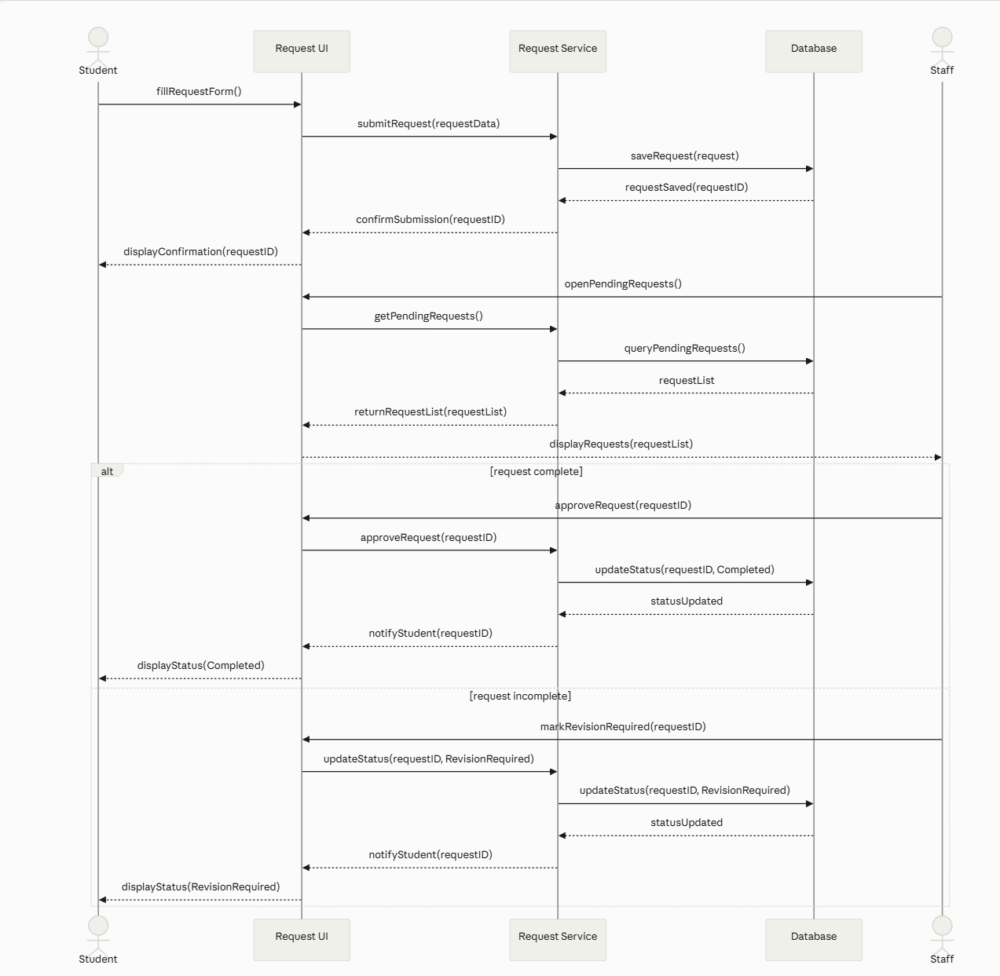 Student
Request UI
Request Service
Database
Staff
fillRequestForm()
submitRequest(requestData)
saveRequest(request)
requestSaved(requestID)
confirmSubmission(requestID)
displayConfirmation(requestID)
openPendingRequests()
getPendingRequests()
queryPendingRequests()
requestList
returnRequestList(requestList)
displayRequests(requestList)
alt
[request complete]
approveRequest(requestID)
approveRequest(requestID)
updateStatus(requestID, Completed)
statusUpdated
notifyStudent(requestID)
displayStatus(Completed)
[request incomplete]
markRevisionRequired(requestID)
updateStatus(requestID, RevisionRequired)
updateStatus(requestID, RevisionRequired)
statusUpdated
notifyStudent(requestID)
displayStatus(RevisionRequired)
Student
Request UI
Request Service
Database
Staff